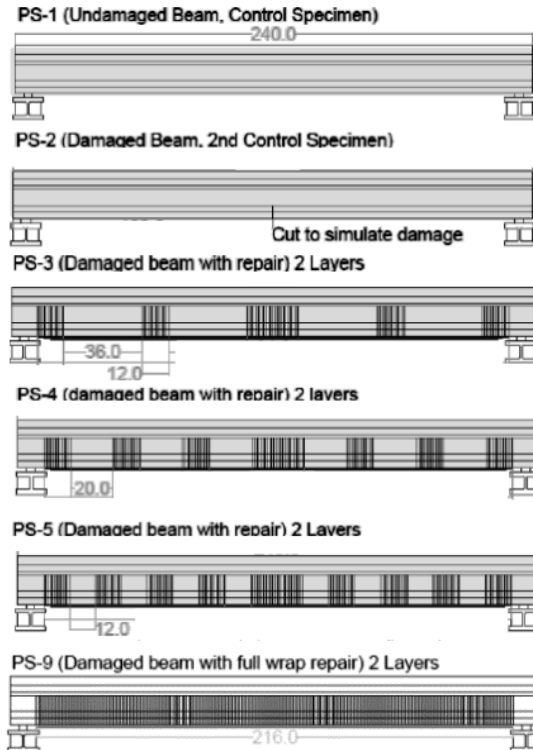 PS-1 (Undamaged Beam, Control Specimen)
240.0
PS-2 (Damaged Beam, 2nd Control Specimen)
Cut to simulate damage
PS-3 (Damaged beam with repair) 2 Layers
36.0
12.0
PS-4 (damaged beam with repair) 2 layers
20.0
PS-5 (Damaged beam with repair) 2 Layers
12.0
PS-9 (Damaged beam with full wrap repair) 2 Layers
216.0